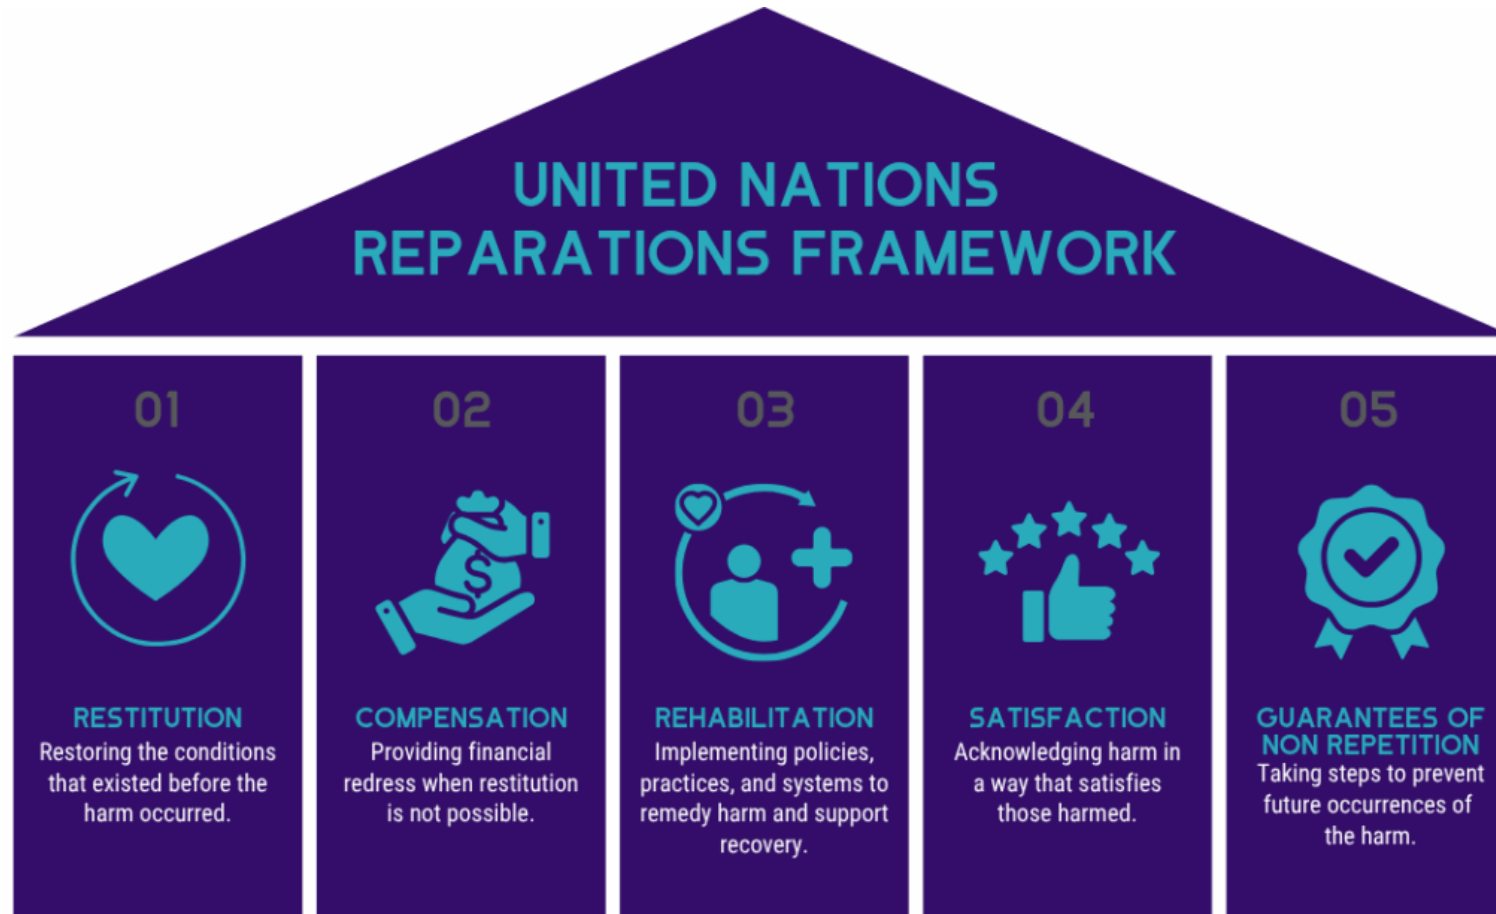 UNITED NATIONS
REPARATIONS FRAMEWORK
01
RESTITUTION
Restoring the conditions
that existed before the
harm occurred.
02
$
COMPENSATION
Providing financial
redress when restitution
is not possible.
03
REHABILITATION
Implementing policies,
practices, and systems to
remedy harm and support
recovery.
04
SATISFACTION
Acknowledging harm in
a way that satisfies
those harmed.
05
GUARANTEES OF
NON REPETITION
Taking steps to prevent
future occurrences of
the harm.